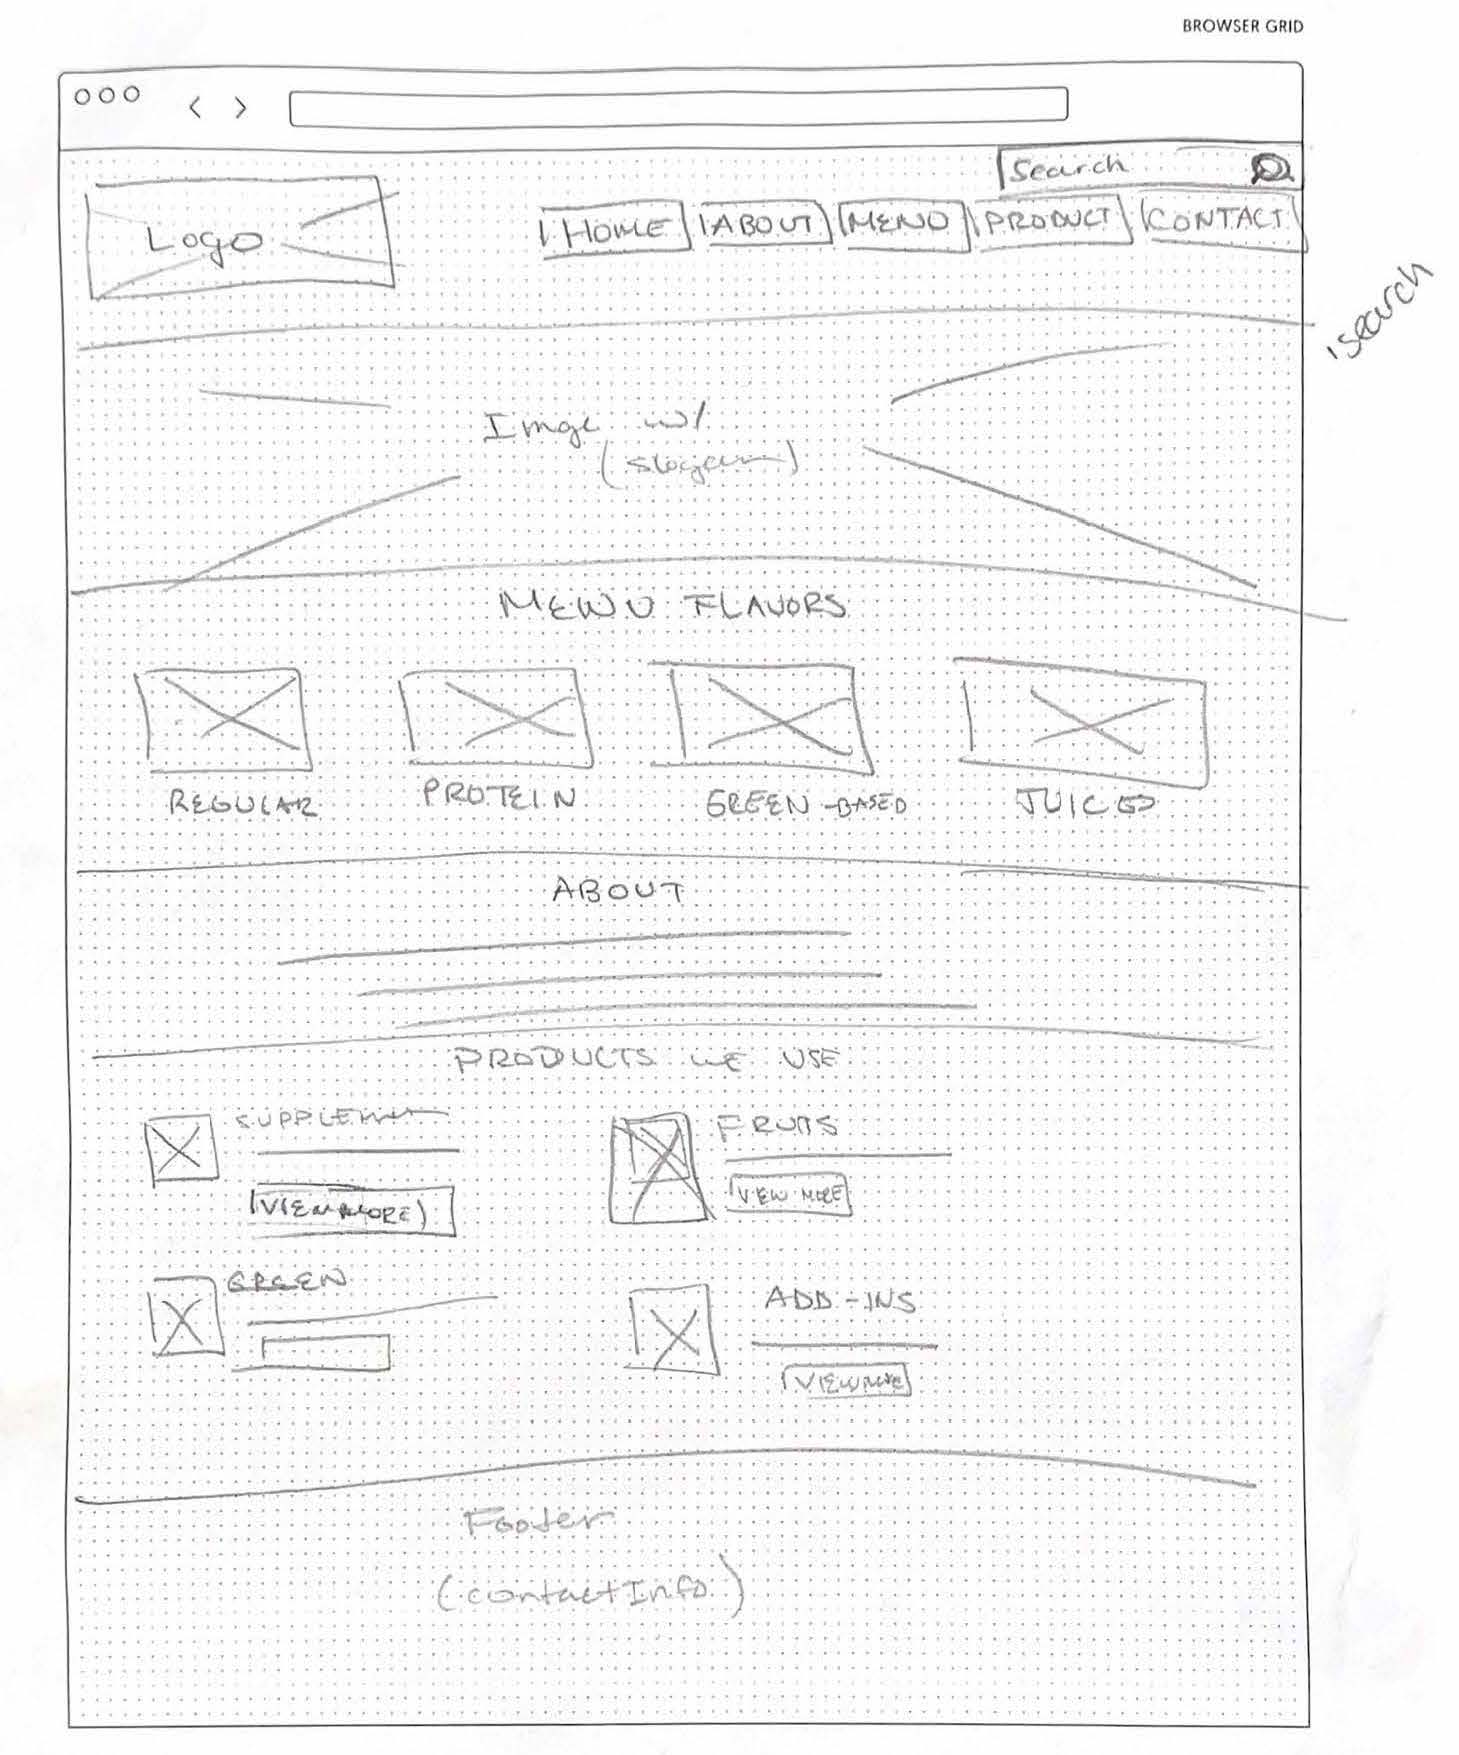 BROWSER GRID
Search
Logo
HOME ABOUT MENU PRODUCT CONTACT
search
Image w/
(slogan)
MENU FLAVORS
REGULAR PROTEIN GREEN-BASED JUICES
ABOUT
PRODUCTS WE USE
SUPPLEMENT FRUITS
VIEW MORE VIEW MORE
GREEN ADD-INS
VIEW MORE
Footer
(contact Info)